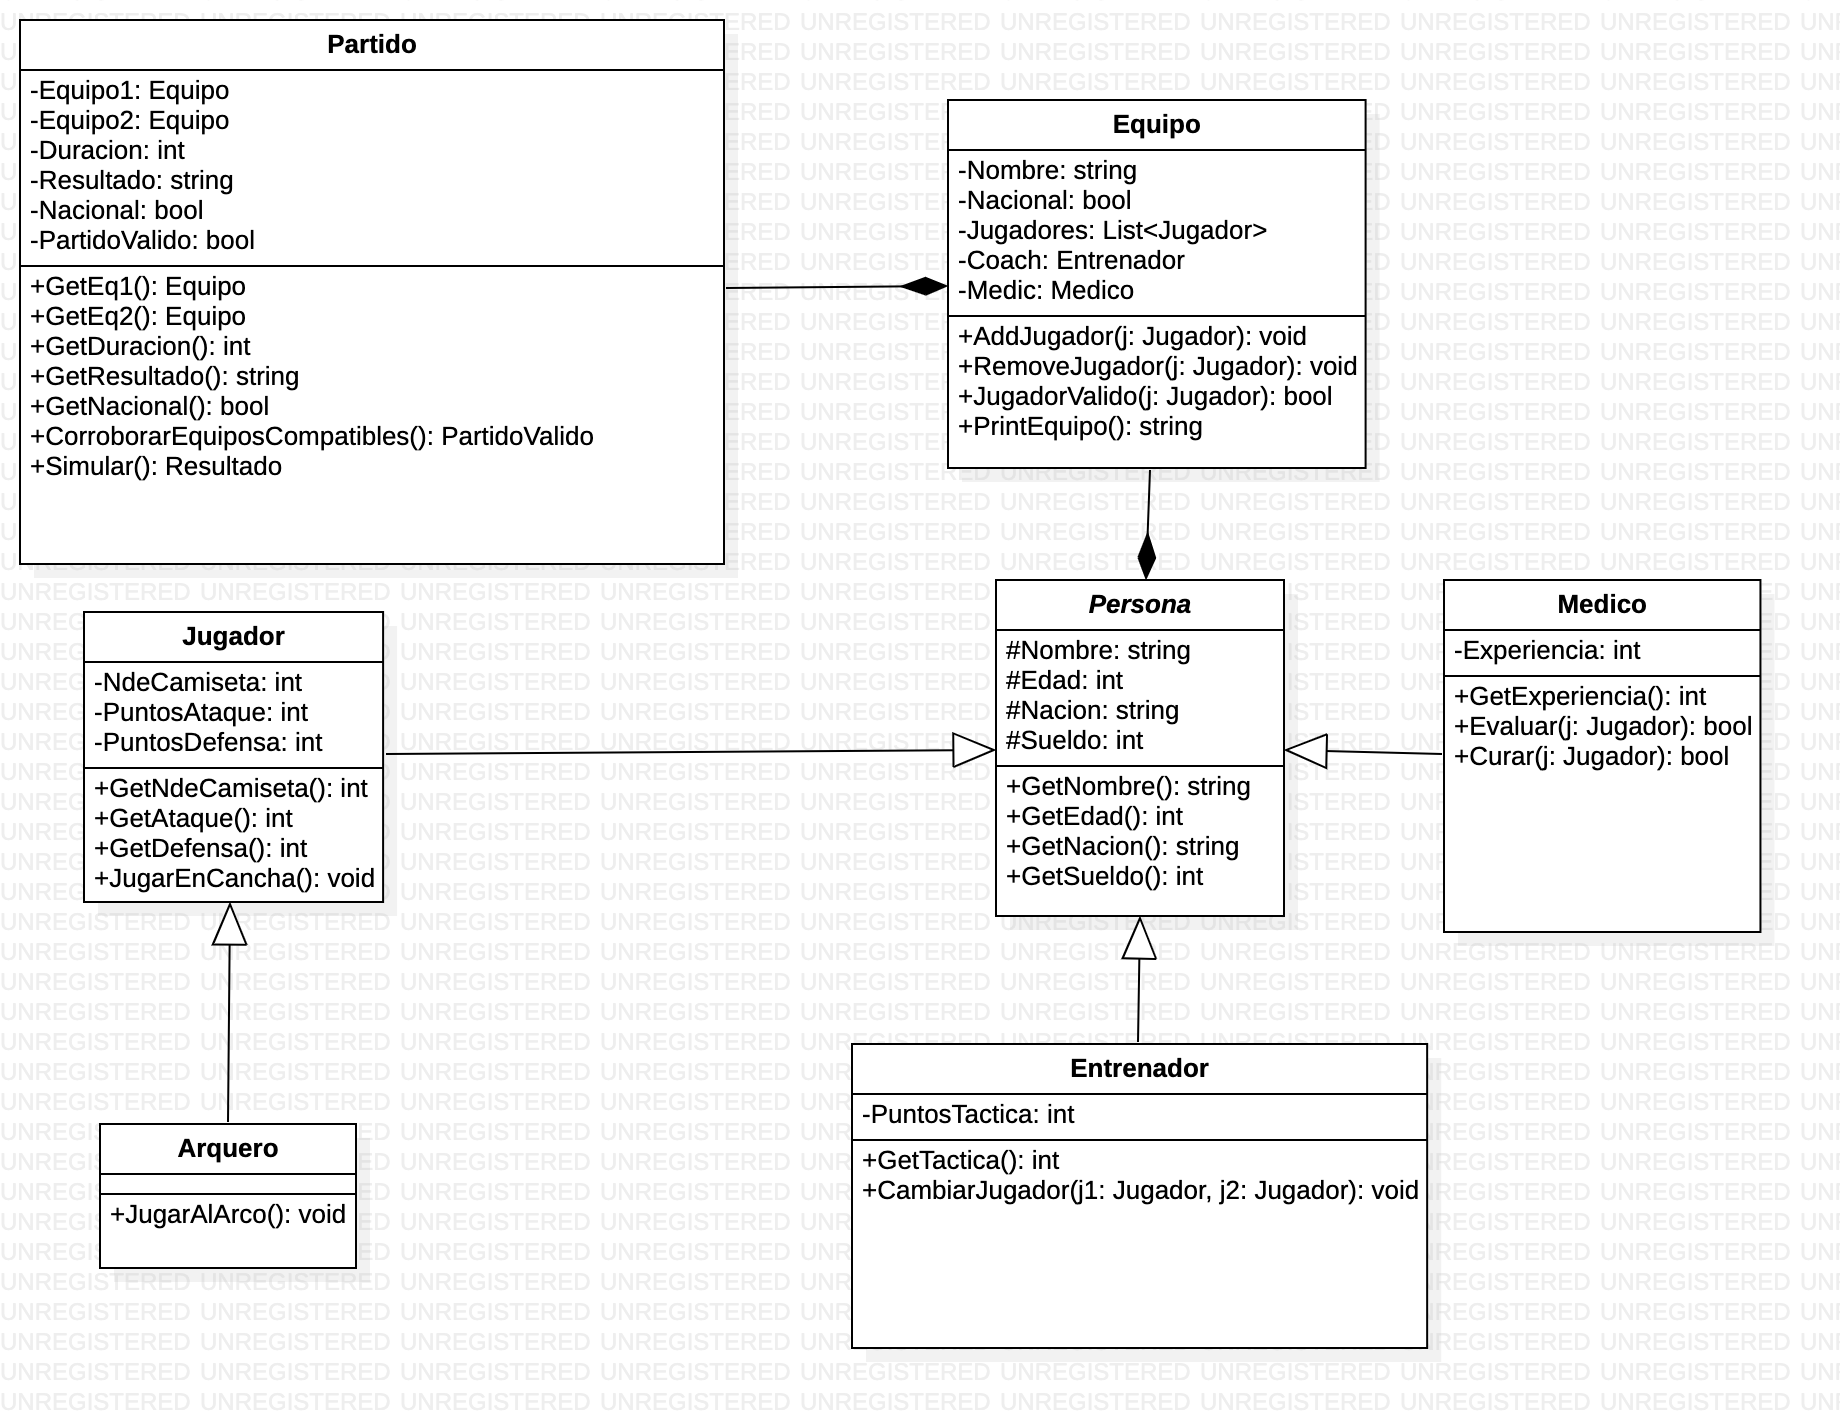 Partido
-Equipo1: Equipo
-Equipo2: Equipo
-Duracion: int
-Resultado: string
-Nacional: bool
-PartidoValido: bool
+GetEq1(): Equipo
+GetEq2(): Equipo
+GetDuracion(): int
+GetResultado(): string
+GetNacional(): bool
+CorroborarEquiposCompatibles(): PartidoValido
+Simular(): Resultado
Equipo
-Nombre: string
-Nacional: bool
-Jugadores: List<Jugador>
-Coach: Entrenador
-Medic: Medico
+AddJugador(j: Jugador): void
+RemoveJugador(j: Jugador): void
+JugadorValido(j: Jugador): bool
+PrintEquipo(): string
Jugador
-NdeCamiseta: int
-PuntosAtaque: int
-PuntosDefensa: int
+GetNdeCamiseta(): int
+GetAtaque(): int
+GetDefensa(): int
+JugarEnCancha(): void
Persona
#Nombre: string
#Edad: int
#Nacion: string
#Sueldo: int
+GetNombre(): string
+GetEdad(): int
+GetNacion(): string
+GetSueldo(): int
Medico
-Experiencia: int
+GetExperiencia(): int
+Evaluar(j: Jugador): bool
+Curar(j: Jugador): bool
Arquero
+JugarAlArco(): void
Entrenador
-PuntosTactica: int
+GetTactica(): int
+CambiarJugador(j1: Jugador, j2: Jugador): void
UNREGISTERED